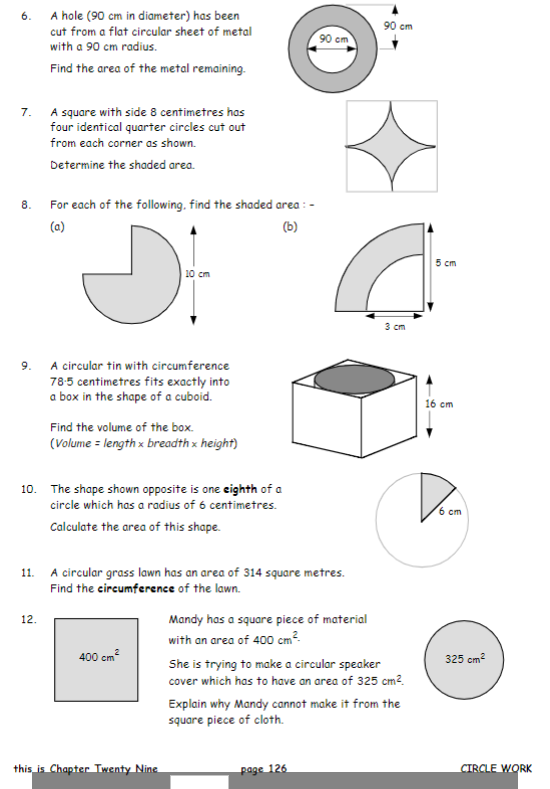 6. A hole (90 cm in diameter) has been
cut from a flat circular sheet of metal
with a 90 cm radius.
Find the area of the metal remaining.
90 cm
90 cm
7. A square with side 8 centimetres has
four identical quarter circles cut out
from each corner as shown.
Determine the shaded area.
8. For each of the following, find the shaded area : -
(a)
10 cm
(b)
5 cm
3 cm
9. A circular tin with circumference
78·5 centimetres fits exactly into
a box in the shape of a cuboid.
Find the volume of the box.
(Volume = length x breadth x height)
16 cm
10. The shape shown opposite is one eighth of a
circle which has a radius of 6 centimetres.
Calculate the area of this shape.
6 cm
11. A circular grass lawn has an area of 314 square metres.
Find the circumference of the lawn.
12.
400 cm²
Mandy has a square piece of material
with an area of 400 cm².
She is trying to make a circular speaker
cover which has to have an area of 325 cm².
Explain why Mandy cannot make it from the
square piece of cloth.
325 cm²
this is Chapter Twenty Nine page 126 CIRCLE WORK